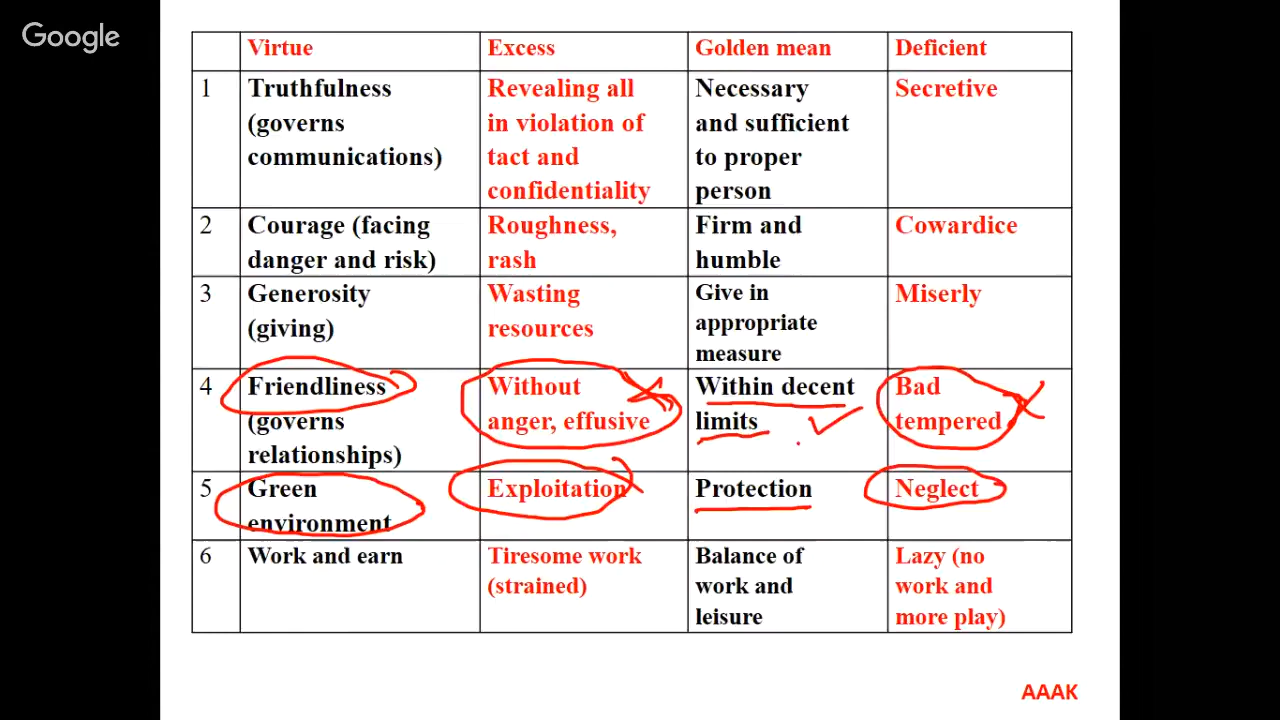 Google
Virtue Excess Golden mean Deficient
1 Truthfulness Revealing all Necessary Secretive
(governs in violation of and sufficient
communications) tact and to proper
confidentiality person
2 Courage (facing Roughness, Firm and Cowardice
danger and risk) rash humble
3 Generosity Wasting Give in Miserly
(giving) resources appropriate
measure
4 Friendliness Without Within decent Bad
(governs anger, effusive limits tempered
relationships)
5 Green Exploitation Protection Neglect
environment
6 Work and earn Tiresome work Balance of Lazy (no
(strained) work and work and
leisure more play)
AAAK